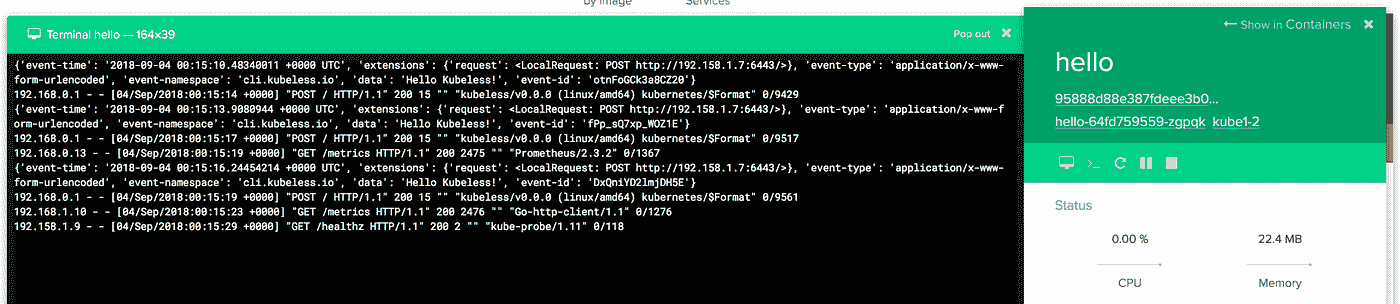 by image
Services
Terminal hello — 164×39
Pop out ×
{'event-time': '2018-09-04 00:15:10.48340011 +0000 UTC', 'extensions': {'request': <LocalRequest: POST http://192.158.1.7:6443/>}, 'event-type': 'application/x-www-
form-urlencoded', 'event-namespace': 'cli.kubeless.io', 'data': 'Hello Kubeless!', 'event-id': 'otnFoGCk3a8CZ20'}
192.168.0.1 - - [04/Sep/2018:00:15:14 +0000] "POST / HTTP/1.1" 200 15 "" "kubeless/v0.0.0 (linux/amd64) kubernetes/$Format" 0/9429
{'event-time': '2018-09-04 00:15:13.9080944 +0000 UTC', 'extensions': {'request': <LocalRequest: POST http://192.158.1.7:6443/>}, 'event-type': 'application/x-www-f
orm-urlencoded', 'event-namespace': 'cli.kubeless.io', 'data': 'Hello Kubeless!', 'event-id': 'fPp_sQ7xp_WOZ1E'}
192.168.0.1 - - [04/Sep/2018:00:15:17 +0000] "POST / HTTP/1.1" 200 15 "" "kubeless/v0.0.0 (linux/amd64) kubernetes/$Format" 0/9517
192.168.0.13 - - [04/Sep/2018:00:15:19 +0000] "GET /metrics HTTP/1.1" 200 2475 "" "Prometheus/2.3.2" 0/1367
{'event-time': '2018-09-04 00:15:16.24454214 +0000 UTC', 'extensions': {'request': <LocalRequest: POST http://192.158.1.7:6443/>}, 'event-type': 'application/x-www-
form-urlencoded', 'event-namespace': 'cli.kubeless.io', 'data': 'Hello Kubeless!', 'event-id': 'DxQniYD2lmjDH5E'}
192.168.0.1 - - [04/Sep/2018:00:15:19 +0000] "POST / HTTP/1.1" 200 15 "" "kubeless/v0.0.0 (linux/amd64) kubernetes/$Format" 0/9561
192.168.1.10 - - [04/Sep/2018:00:15:23 +0000] "GET /metrics HTTP/1.1" 200 2476 "" "Go-http-client/1.1" 0/1276
192.158.1.9 - - [04/Sep/2018:00:15:29 +0000] "GET /healthz HTTP/1.1" 200 2 "" "kube-probe/1.11" 0/118
Show in Containers ×
hello
95888d88e387fdeee3b0...
hello-64fd759559-zgpqk kube1-2
Status
0.00 % 22.4 MB
CPU Memory